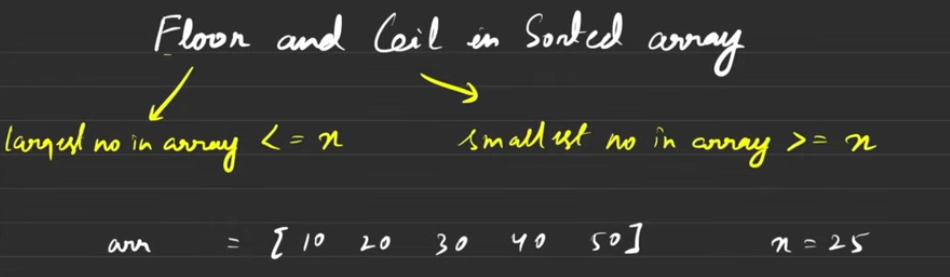 Floor and Ceil in Sorted array
largest no in array <= x smallest no in array >= x
arr = [ 10 20 30 40 50 ] x = 25